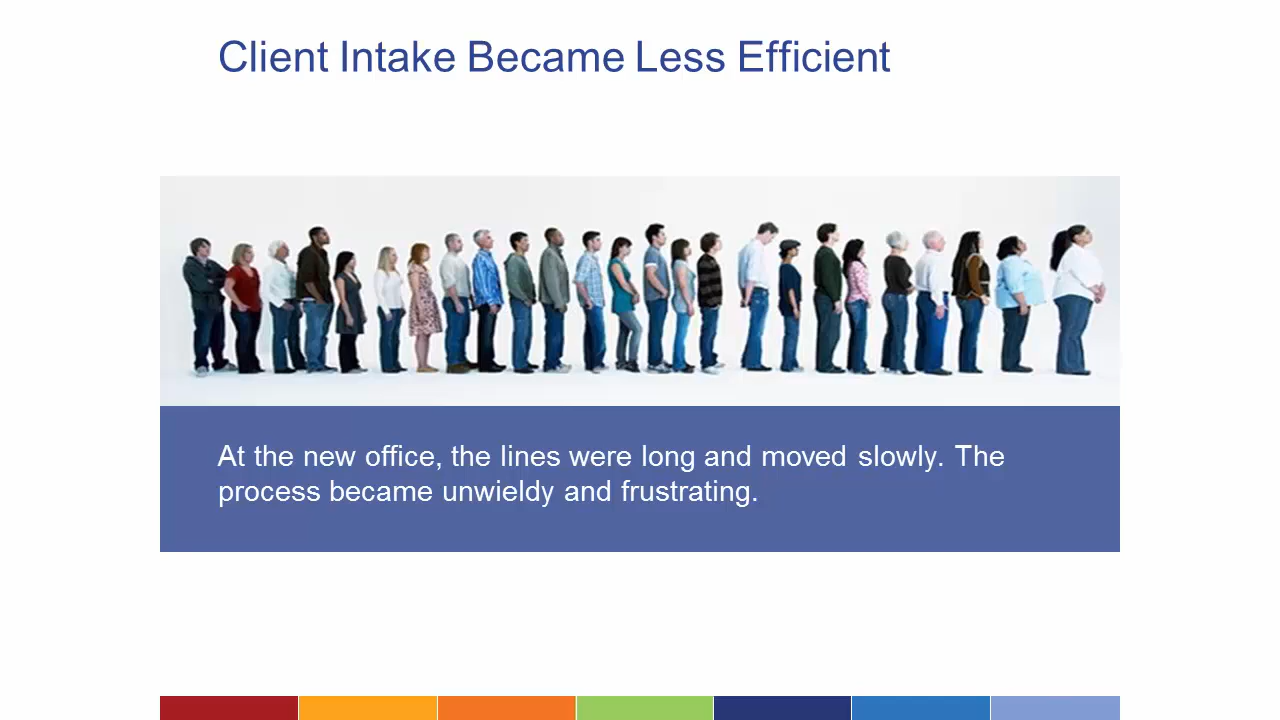 Client Intake Became Less Efficient
At the new office, the lines were long and moved slowly. The
process became unwieldy and frustrating.